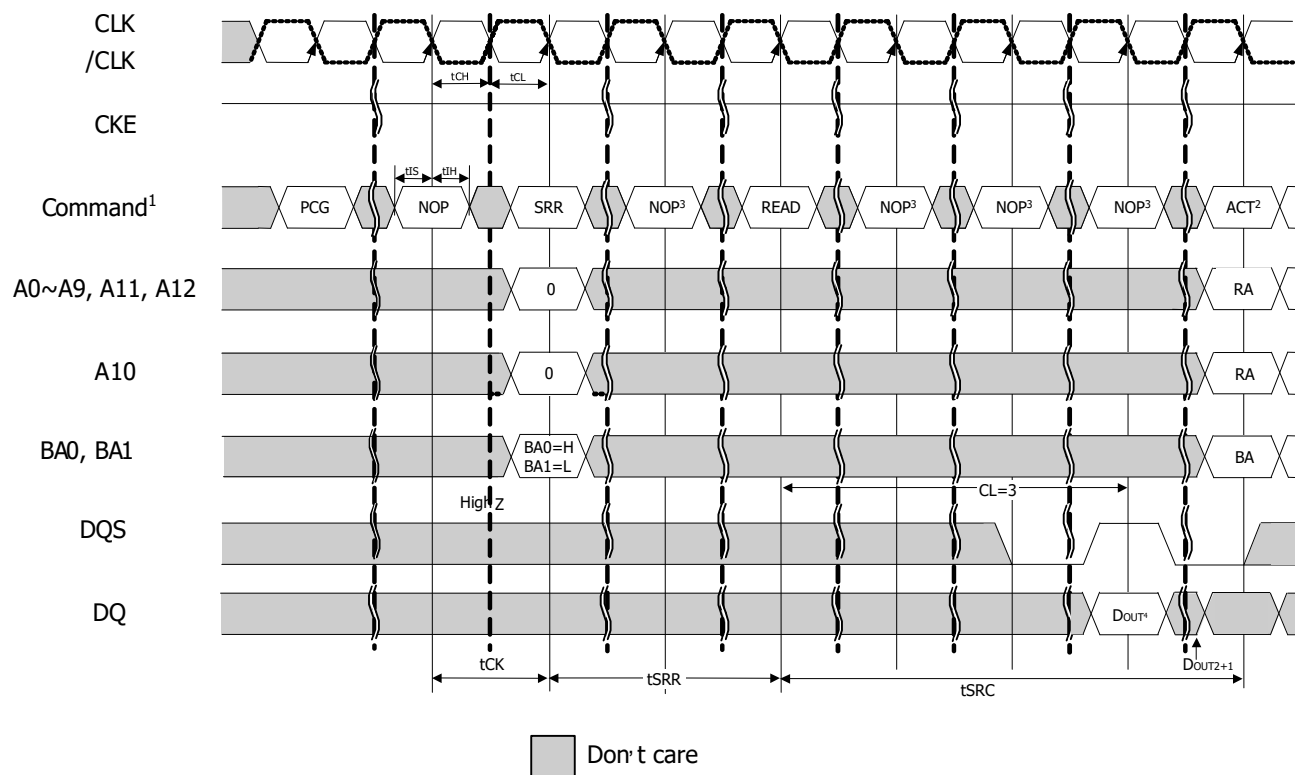 CLK
/CLK
tCH
tCL
CKE
tIS
tIH
Command¹
PCG
NOP
SRR
NOP³
READ
NOP³
NOP³
NOP³
ACT²
A0~A9, A11, A12
0
RA
A10
0
RA
BA0, BA1
BA0=H
BA1=L
BA
CL=3
High Z
DQS
DQ
DOUT⁴
DOUT2+1
tCK
tSRR
tSRC
Don't care